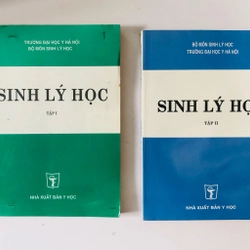 TRƯỜNG ĐẠI HỌC Y HÀ NỘI
BỘ MÔN SINH LÝ HỌC
SINH LÝ HỌC
TẬP I
NHÀ XUẤT BẢN Y HỌC
BỘ MÔN SINH LÝ HỌC
TRƯỜNG ĐẠI HỌC Y HÀ NỘI
SINH LÝ HỌ
TẬP II
NHÀ XUẤT BẢN Y HỌC